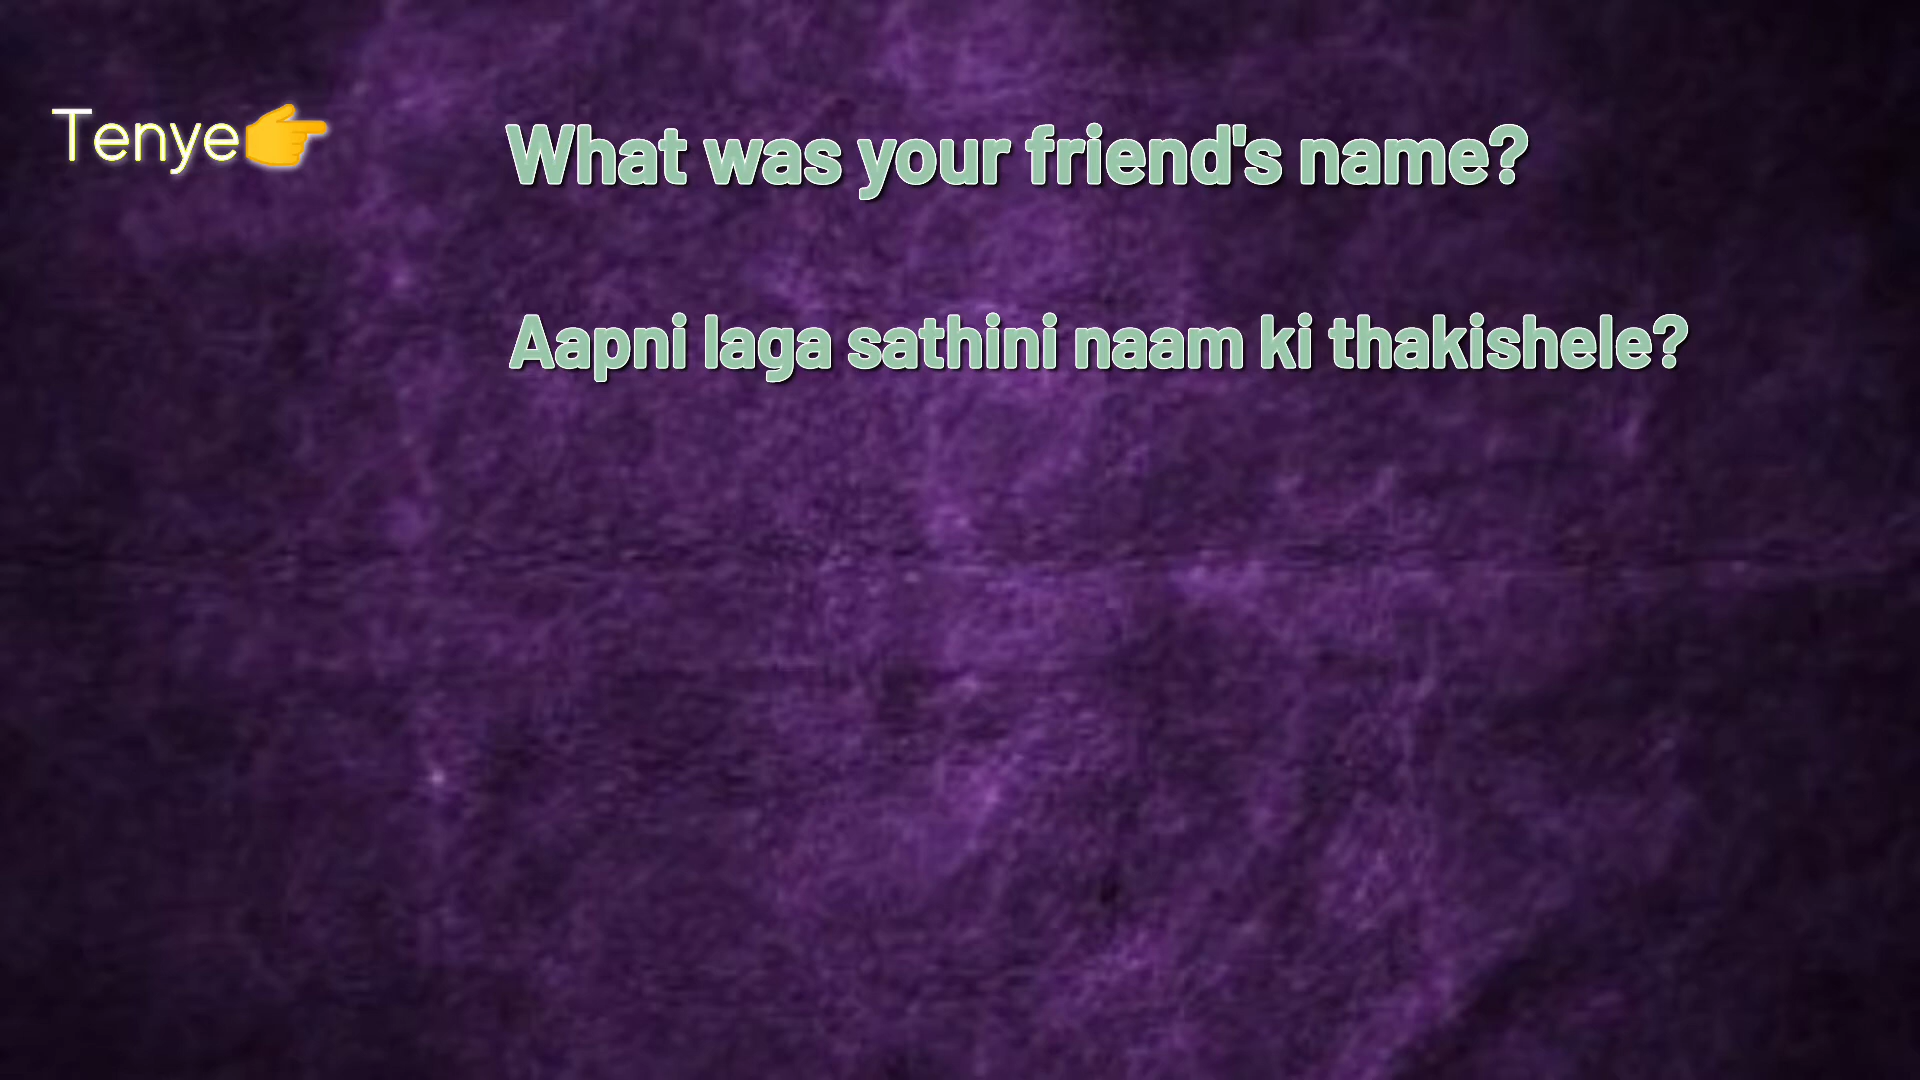 Tenye👉
What was your friend's name?
Aapni laga sathini naam ki thakishele?